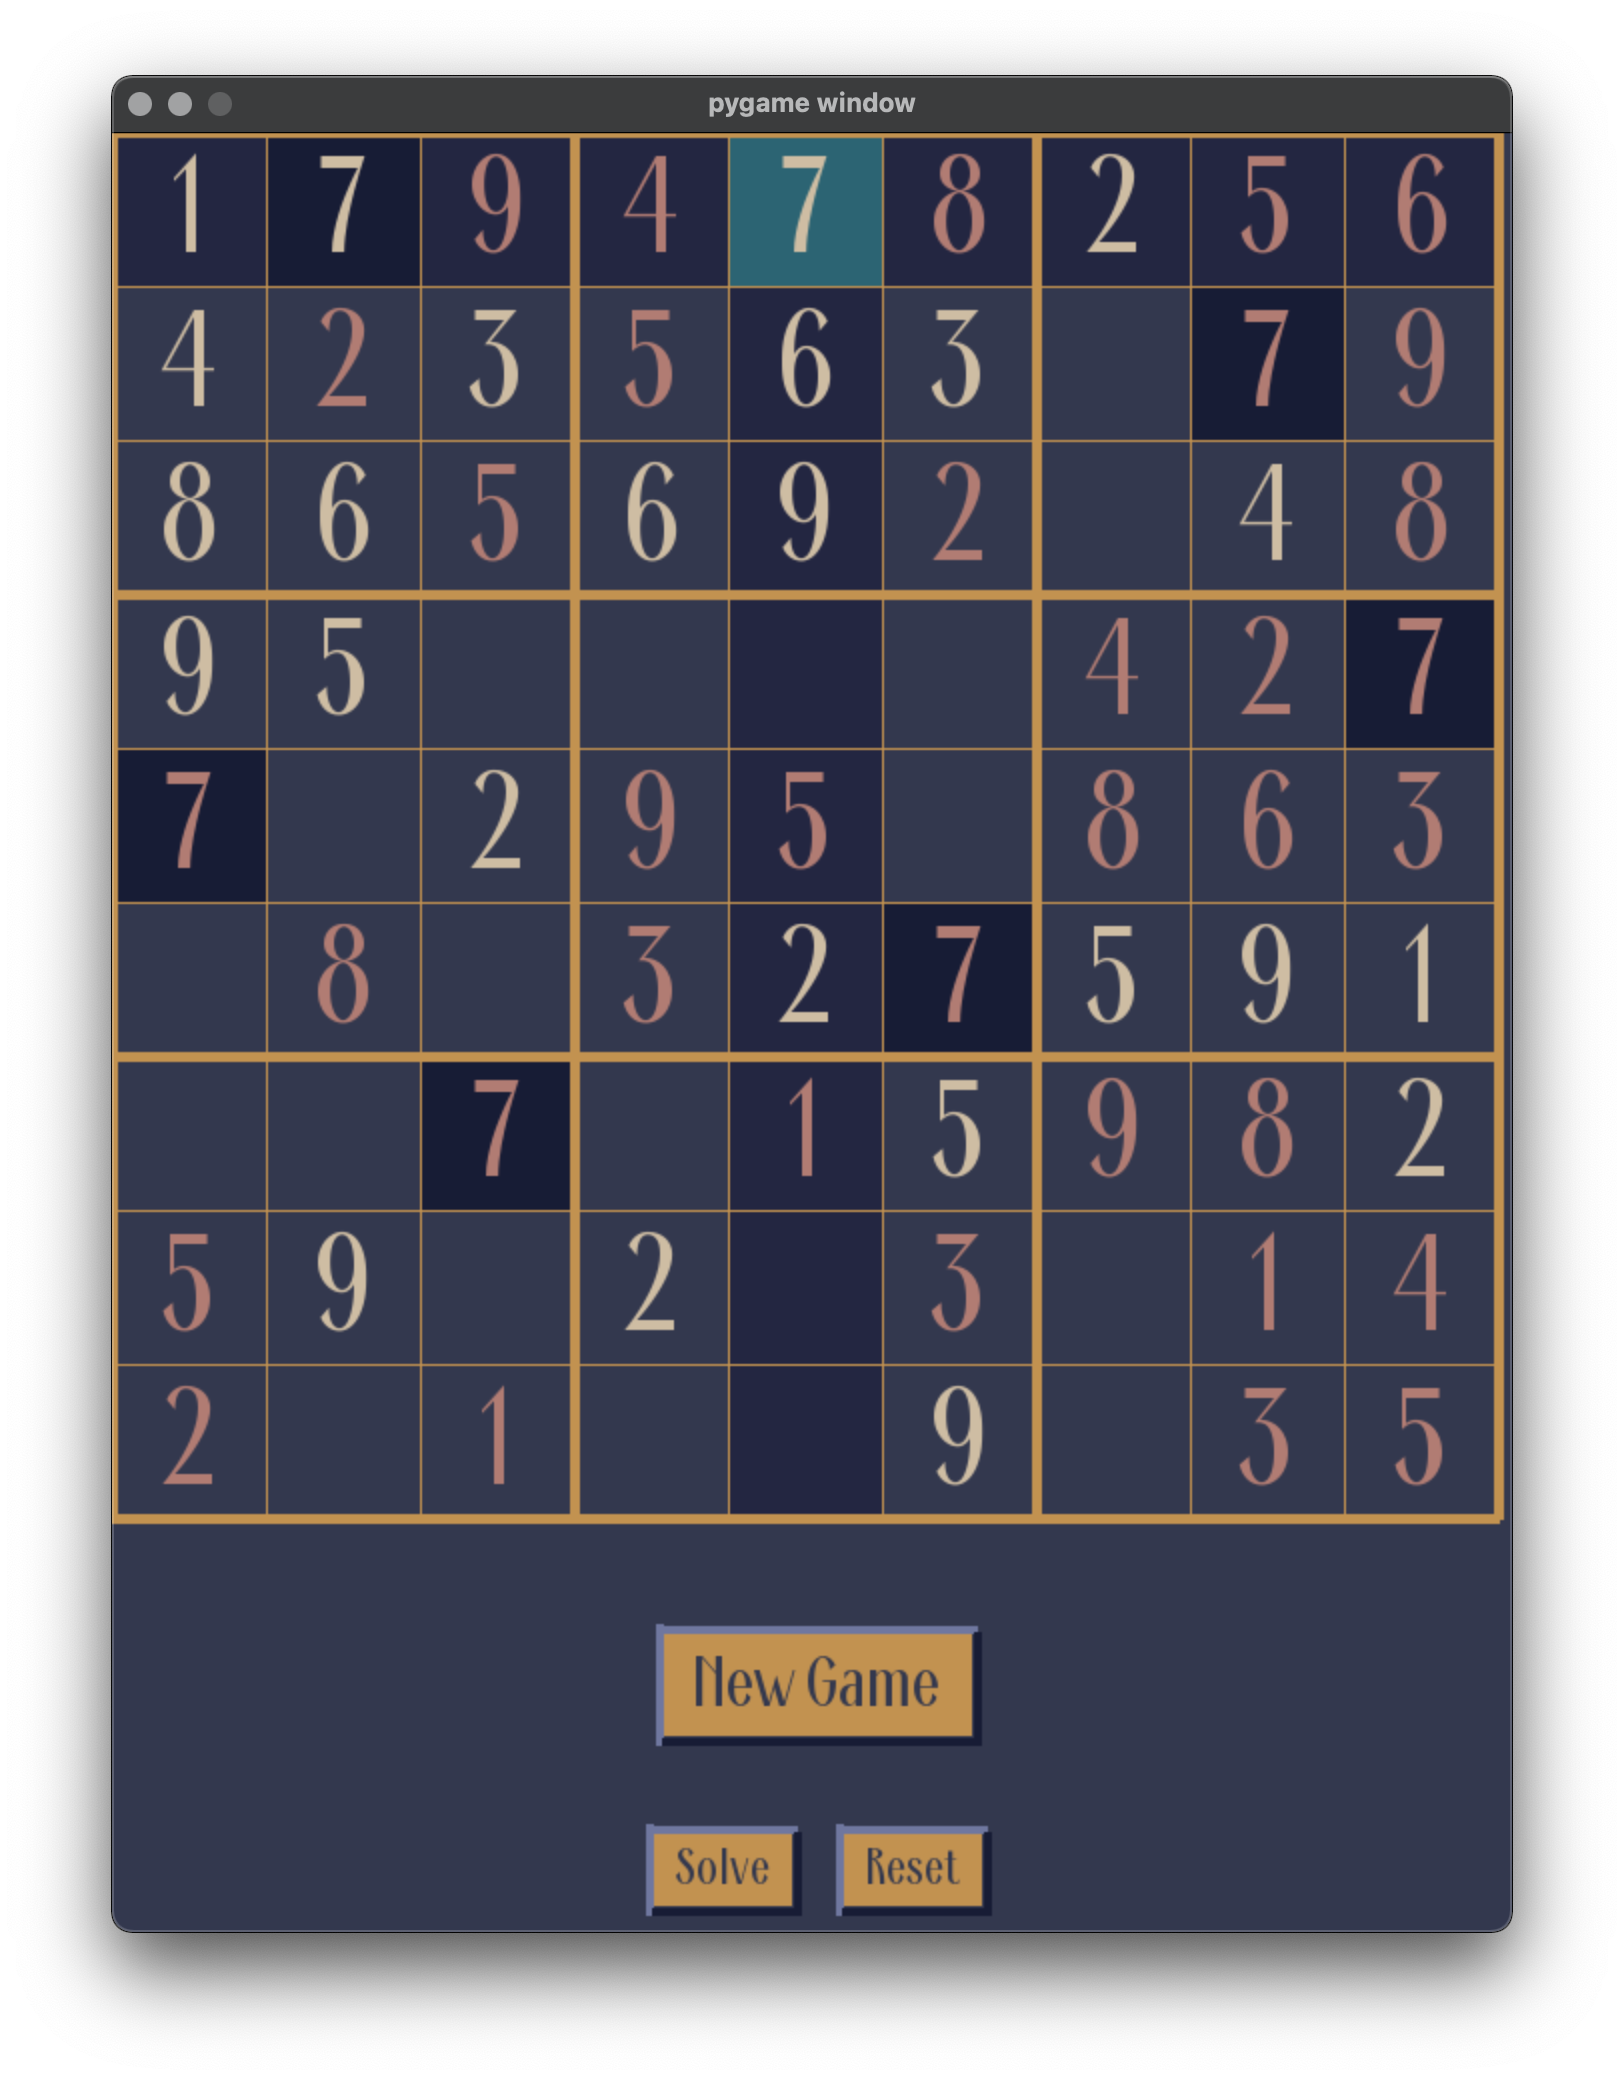 pygame window
1 7 9 4 7 8 2 5 6
4 2 3 5 6 3 7 9
8 6 5 6 9 2 4 8
9 5 4 2 7
7 2 9 5 8 6 3
8 3 2 7 5 9 1
7 1 5 9 8 2
5 9 2 3 1 4
2 1 9 3 5
New Game
Solve Reset